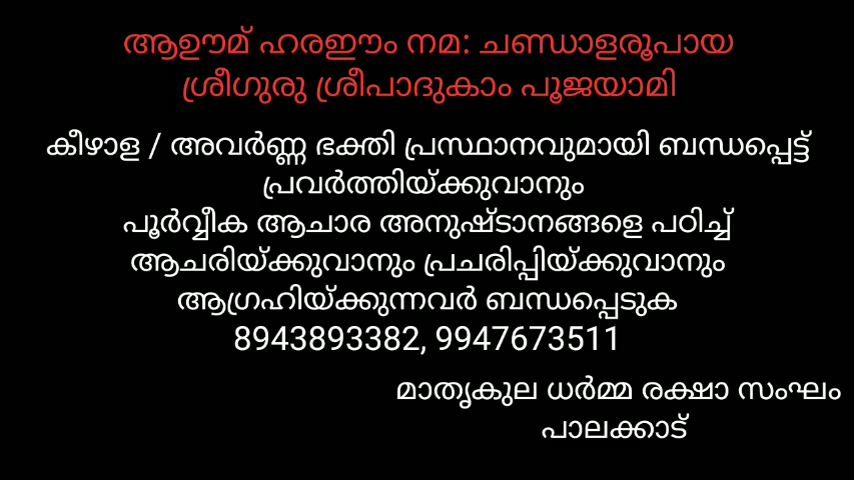 ആഊമ് ഹരഈം നമ: ചണ്ഡാളരൂപായ
ശ്രീഗുരു ശ്രീപാദുകാം പൂജയാമി
കീഴാള / അവർണ്ണ ഭക്തി പ്രസ്ഥാനവുമായി ബന്ധപ്പെട്ട്
പ്രവർത്തിയ്ക്കുവാനും
പൂർവ്വീക ആചാര അനുഷ്ടാനങ്ങളെ പഠിച്ച്
ആചരിയ്ക്കുവാനും പ്രചരിപ്പിയ്ക്കുവാനും
ആഗ്രഹിയ്ക്കുന്നവർ ബന്ധപ്പെടുക
8943893382, 9947673511
മാതൃകുല ധർമ്മ രക്ഷാ സംഘം
പാലക്കാട്